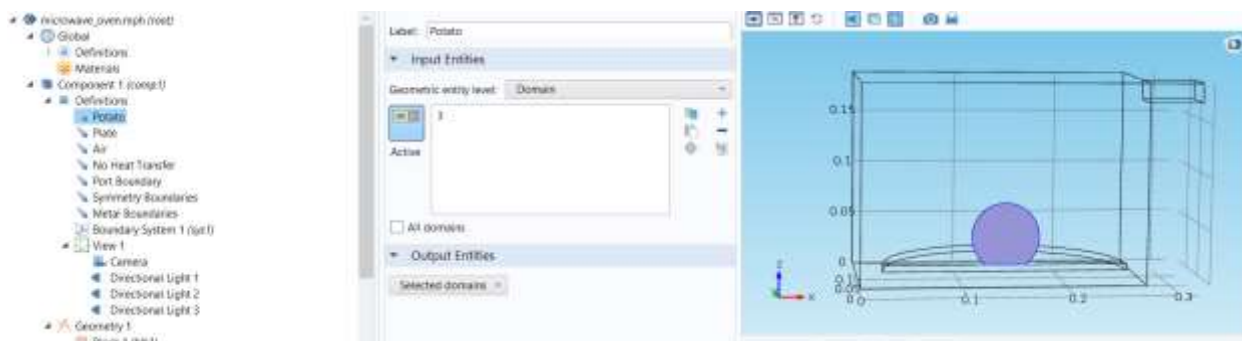 microwave_oven.mph (root)
Global
Definitions
Materials
Component 1 (comp1)
Definitions
Potato
Plate
Air
No Heat Transfer
Port Boundary
Symmetry Boundaries
Metal Boundaries
Boundary System 1 (sys1)
View 1
Camera
Directional Light 1
Directional Light 2
Directional Light 3
Geometry 1
Label: Potato
Input Entities
Geometric entity level: Domain
3
Active
All domains
Output Entities
Selected domains
0.15
0.1
0.05
0
0 0
0.1
0.2
0.3
z
x